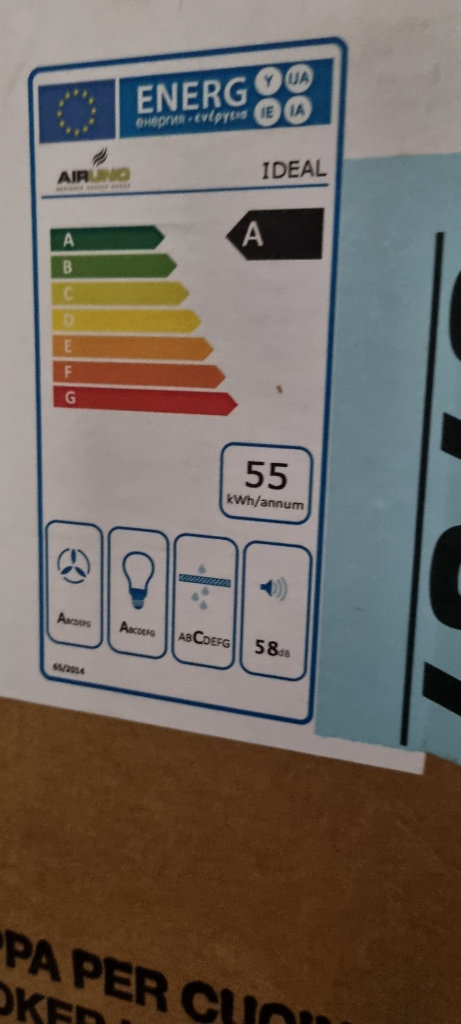 ENERG Y IJA
енергия · ενέργεια IE IA
AIRUNO
IDEAL
A
A
B
C
D
E
F
G
55
kWh/annum
ABCDEFG
ABCDEFG
ABCDEFG
58dB
65/2014
PPA PER CUCIN
OKER